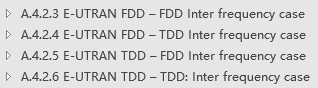 A.4.2.3 E-UTRAN FDD – FDD Inter frequency case
A.4.2.4 E-UTRAN FDD – TDD Inter frequency case
A.4.2.5 E-UTRAN TDD – FDD Inter frequency case
A.4.2.6 E-UTRAN TDD – TDD: Inter frequency case